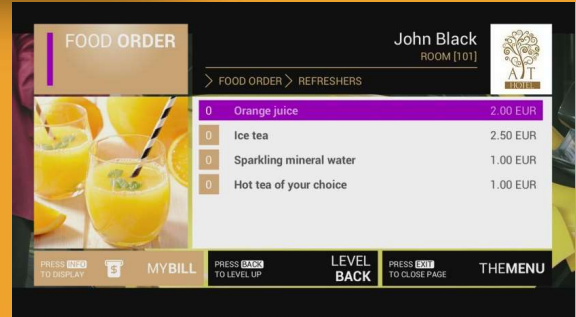 FOOD ORDER
John Black
ROOM [101]
> FOOD ORDER > REFRESHERS
A T
HOTEL
0 Orange juice 2.00 EUR
0 Ice tea 2.50 EUR
0 Sparkling mineral water 1.00 EUR
0 Hot tea of your choice 1.00 EUR
PRESS INFO
TO DISPLAY
$
MYBILL
PRESS BACK
TO LEVEL UP
LEVEL
BACK
PRESS EXIT
TO CLOSE PAGE
THEMENU